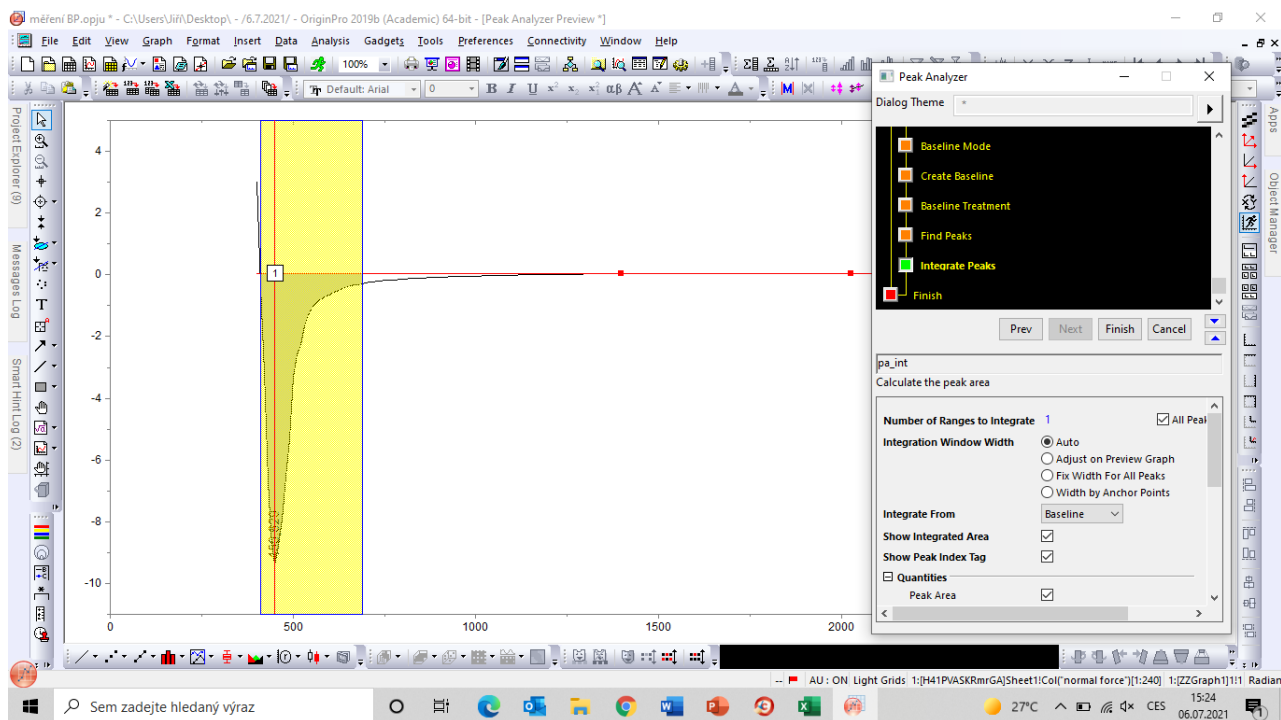 měření BP.opju * - C:\Users\Jiří\Desktop\ - /6.7.2021/ - OriginPro 2019b (Academic) 64-bit - [Peak Analyzer Preview *]
File Edit View Graph Format Insert Data Analysis Gadgets Tools Preferences Connectivity Window Help
100%
Default: Arial 0 B I U x² x₂ αβ A A
Project Explorer (9)
Messages Log
Smart Hint Log (2)
Apps
Object Manager
4
2
0
-2
-4
-6
-8
-10
1
0 500 1000 1500 2000
Peak Analyzer
Dialog Theme *
Baseline Mode
Create Baseline
Baseline Treatment
Find Peaks
Integrate Peaks
Finish
Prev Next Finish Cancel
pa_int
Calculate the peak area
Number of Ranges to Integrate 1 All Peak
Integration Window Width Auto
Adjust on Preview Graph
Fix Width For All Peaks
Width by Anchor Points
Integrate From Baseline
Show Integrated Area
Show Peak Index Tag
Quantities
Peak Area
-- AU : ON Light Grids 1:[H41PVASKRmrGA]Sheet1!Col("normal force")[1:240] 1:[ZZGraph1]1!1 Radian
Sem zadejte hledaný výraz
27°C CES 15:24
06.07.2021